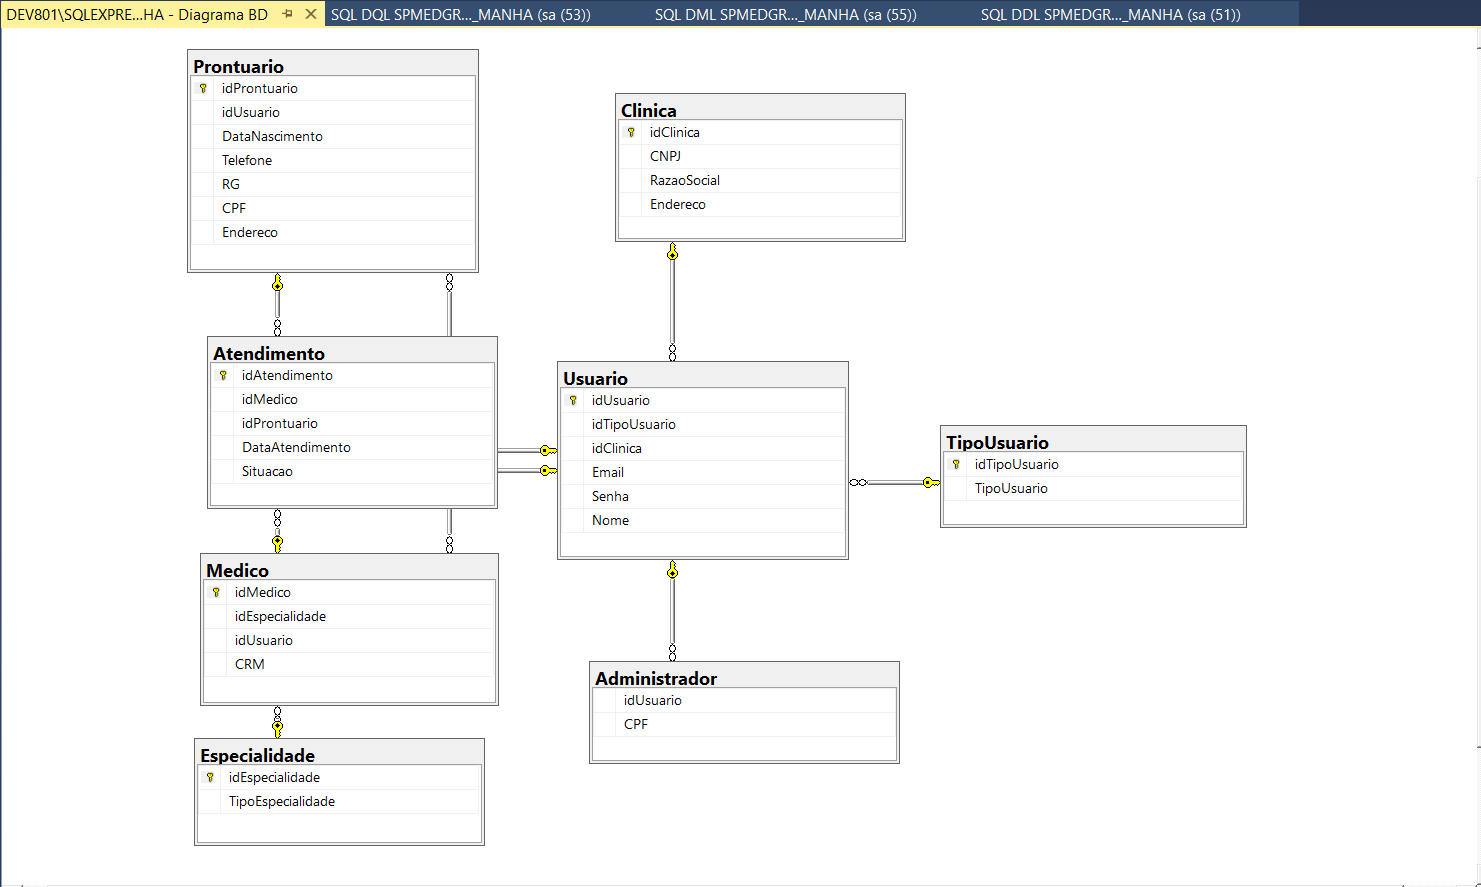 DEV801\SQLEXPRE...HA - Diagrama BD
SQL DQL SPMEDGR..._MANHA (sa (53))
SQL DML SPMEDGR..._MANHA (sa (55))
SQL DDL SPMEDGR..._MANHA (sa (51))
Prontuario
idProntuario
idUsuario
DataNascimento
Telefone
RG
CPF
Endereco
Clinica
idClinica
CNPJ
RazaoSocial
Endereco
Atendimento
idAtendimento
idMedico
idProntuario
DataAtendimento
Situacao
Usuario
idUsuario
idTipoUsuario
idClinica
Email
Senha
Nome
TipoUsuario
idTipoUsuario
TipoUsuario
Medico
idMedico
idEspecialidade
idUsuario
CRM
Administrador
idUsuario
CPF
Especialidade
idEspecialidade
TipoEspecialidade